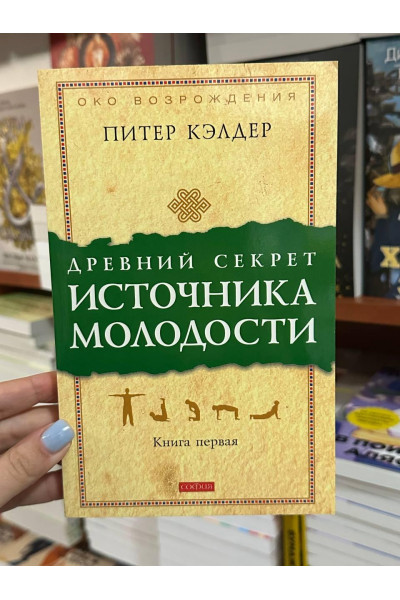 ОКО ВОЗРОЖДЕНИЯ
ПИТЕР КЭЛДЕР
ДРЕВНИЙ СЕКРЕТ
ИСТОЧНИКА
МОЛОДОСТИ
Книга первая
СОФИЯ